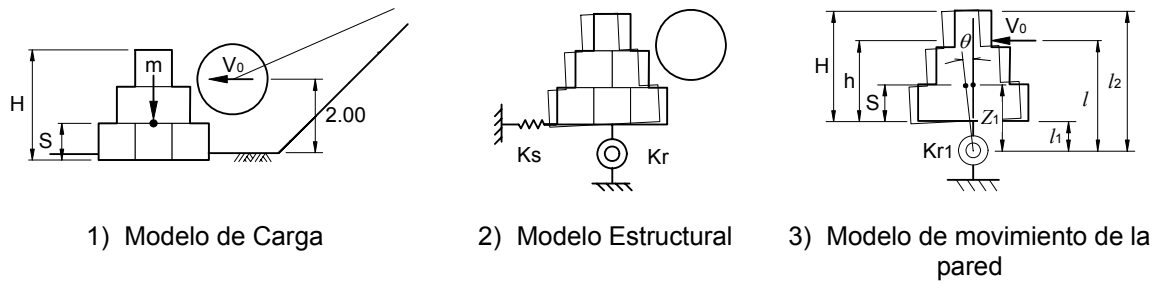 H
S
m
V0
2.00
Ks
Kr
H
h
S
θ
V0
Z1
l
l2
l1
Kr1
1) Modelo de Carga
2) Modelo Estructural
3) Modelo de movimiento de la
pared